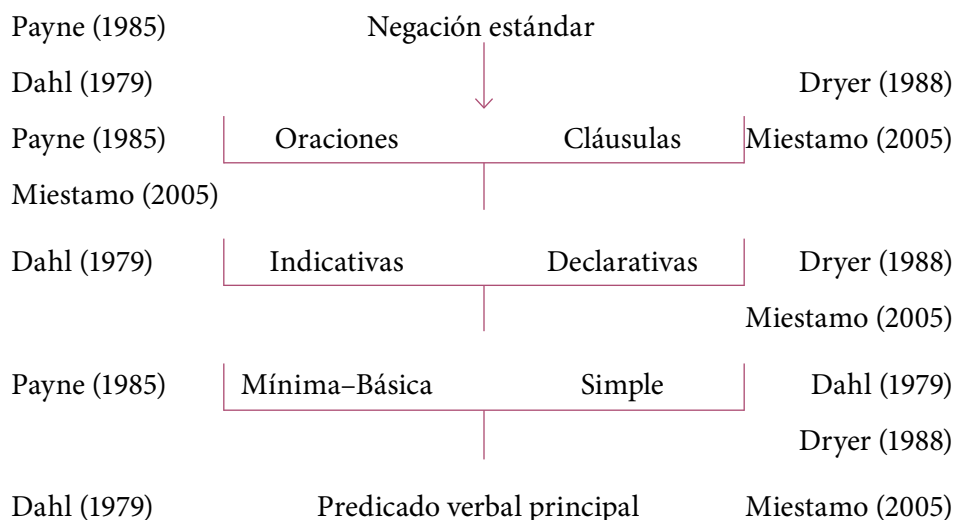 Payne (1985) Negación estándar
Dahl (1979) Dryer (1988)
Payne (1985) Oraciones Cláusulas Miestamo (2005)
Miestamo (2005)
Dahl (1979) Indicativas Declarativas Dryer (1988)
Miestamo (2005)
Payne (1985) Mínima–Básica Simple Dahl (1979)
Dryer (1988)
Dahl (1979) Predicado verbal principal Miestamo (2005)